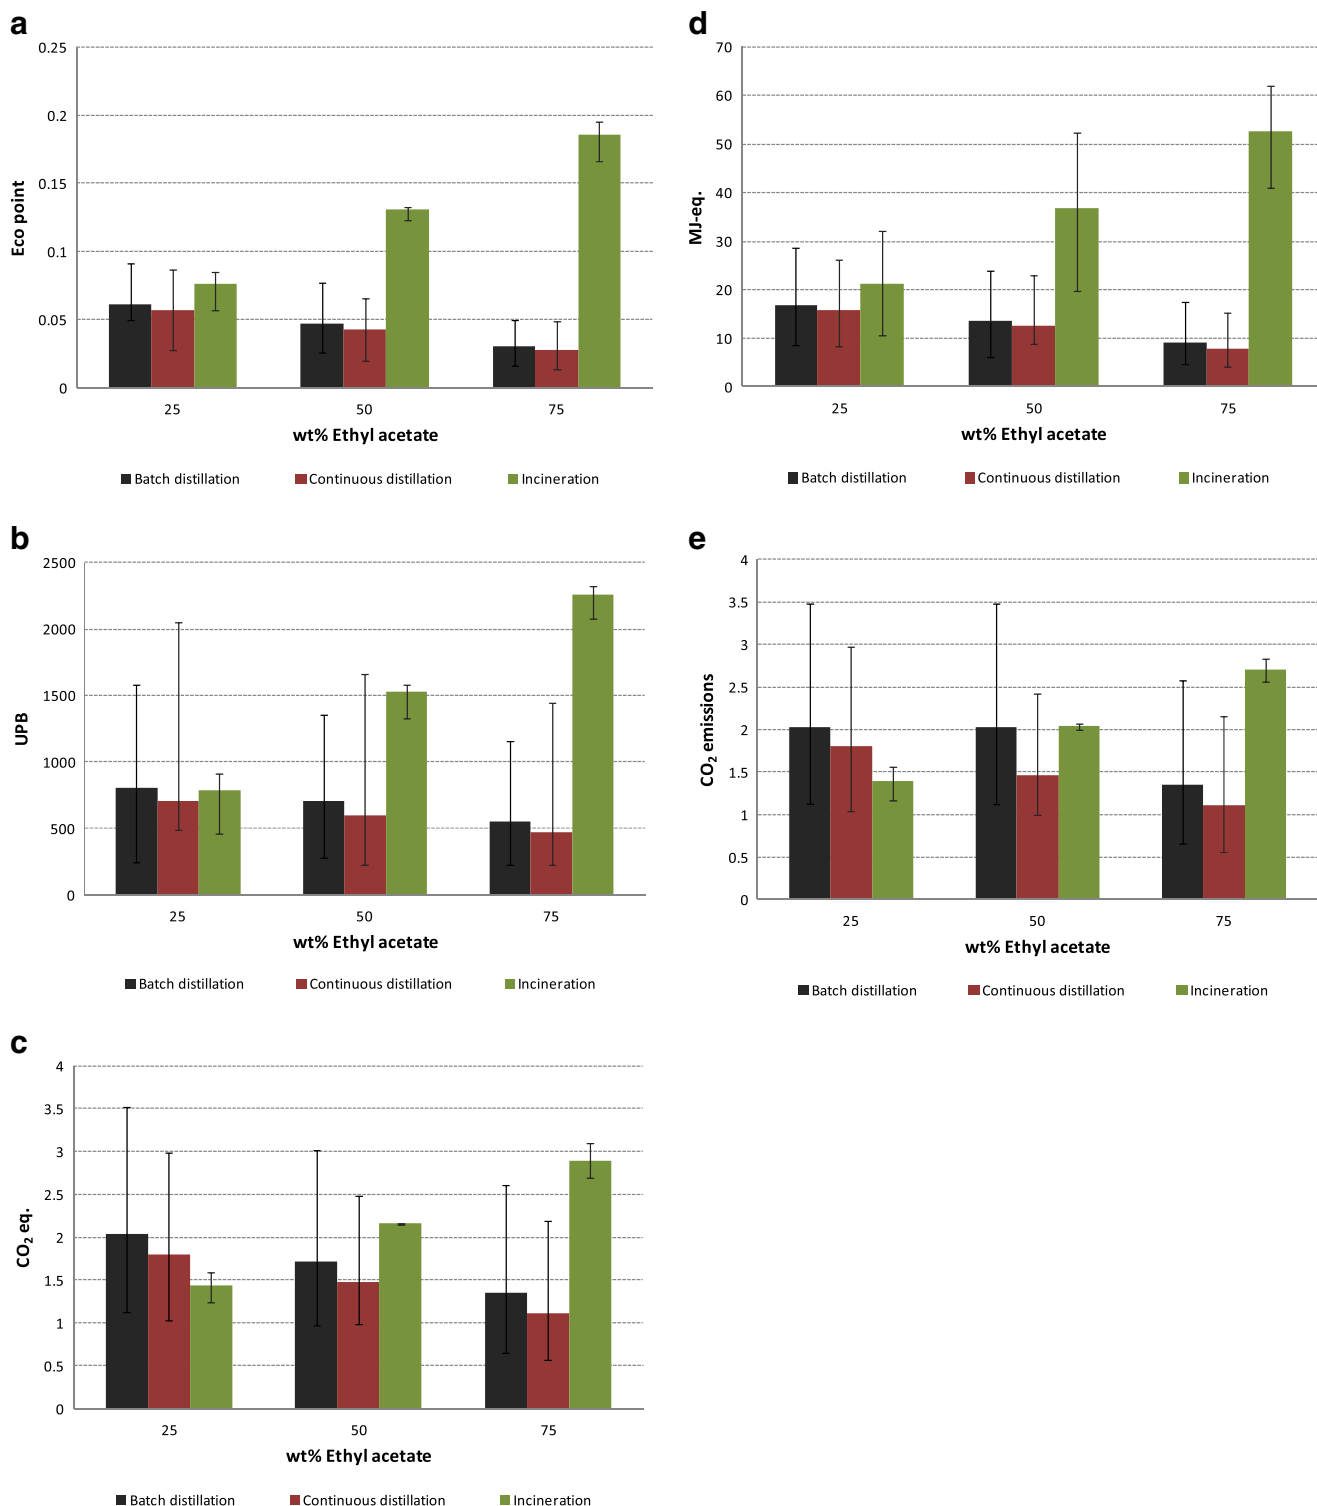 a
0.25
0.2
0.15
0.1
0.05
0
Eco point
25 50 75
wt% Ethyl acetate
Batch distillation Continuous distillation Incineration
b
2500
2000
1500
1000
500
0
UPB
25 50 75
wt% Ethyl acetate
Batch distillation Continuous distillation Incineration
c
4
3.5
3
2.5
2
1.5
1
0.5
0
CO2 eq.
25 50 75
wt% Ethyl acetate
Batch distillation Continuous distillation Incineration
d
70
60
50
40
30
20
10
0
MJ-eq.
25 50 75
wt% Ethyl acetate
Batch distillation Continuous distillation Incineration
e
4
3.5
3
2.5
2
1.5
1
0.5
0
CO2 emissions
25 50 75
wt% Ethyl acetate
Batch distillation Continuous distillation Incineration